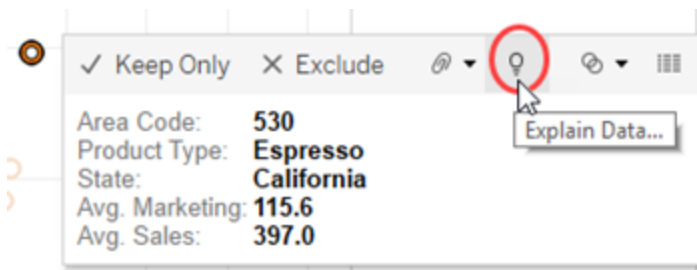 Keep Only Exclude
Explain Data...
Area Code: 530
Product Type: Espresso
State: California
Avg. Marketing: 115.6
Avg. Sales: 397.0